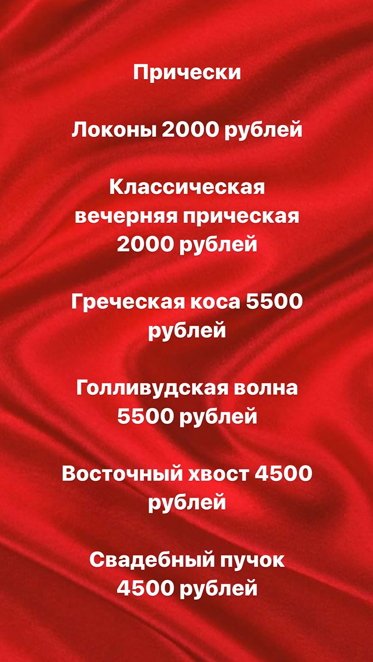 Прически
Локоны 2000 рублей
Классическая
вечерняя прическая
2000 рублей
Греческая коса 5500
рублей
Голливудская волна
5500 рублей
Восточный хвост 4500
рублей
Свадебный пучок
4500 рублей